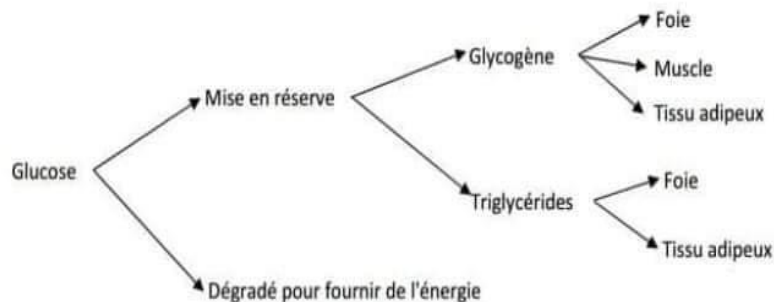 Foie
Glycogène
Muscle
Mise en réserve
Tissu adipeux
Glucose
Foie
Triglycérides
Tissu adipeux
Dégradé pour fournir de l'énergie